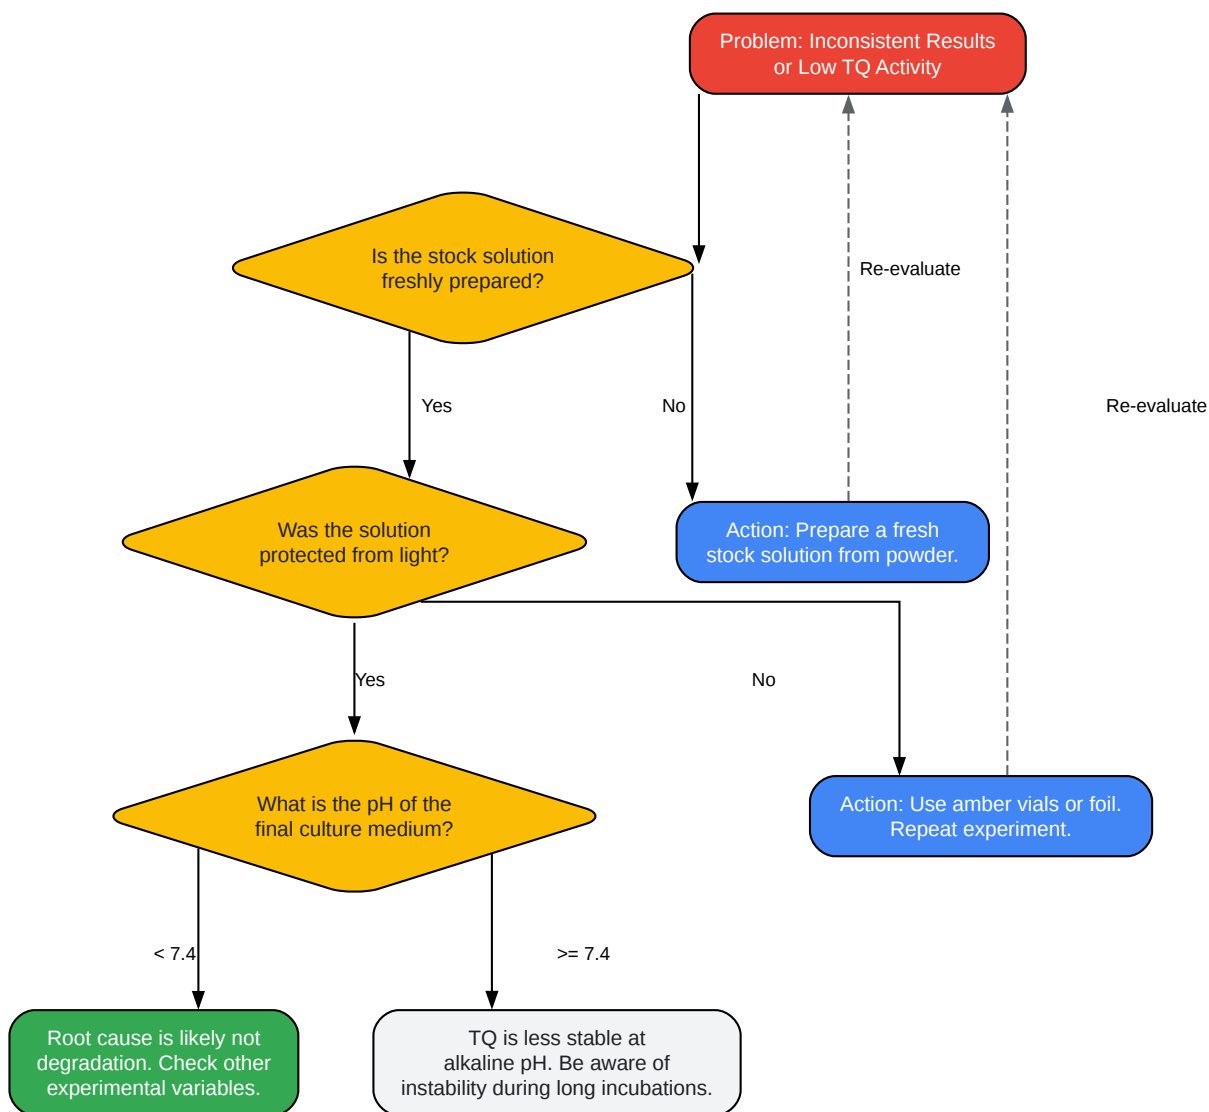 Problem: Inconsistent Results
or Low TQ Activity
Is the stock solution
freshly prepared?
Re-evaluate
Yes
No
Re-evaluate
Was the solution
protected from light?
Action: Prepare a fresh
stock solution from powder.
Yes
No
What is the pH of the
final culture medium?
Action: Use amber vials or foil.
Repeat experiment.
< 7.4
>= 7.4
Root cause is likely not
degradation. Check other
experimental variables.
TQ is less stable at
alkaline pH. Be aware of
instability during long incubations.